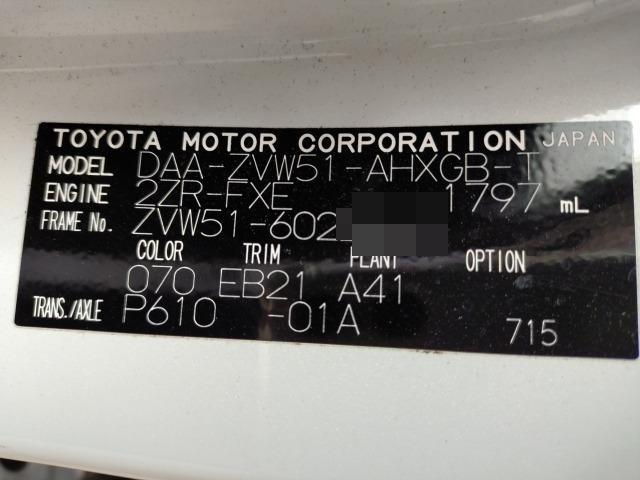 TOYOTA MOTOR CORPORATION JAPAN
MODEL DAA-ZVW51-AHXGB-T
ENGINE 2ZR-FXE 1797 mL
FRAME No. ZVW51-602
COLOR TRIM PLANT OPTION
070 EB21 A41
TRANS./AXLE P610 -01A 715